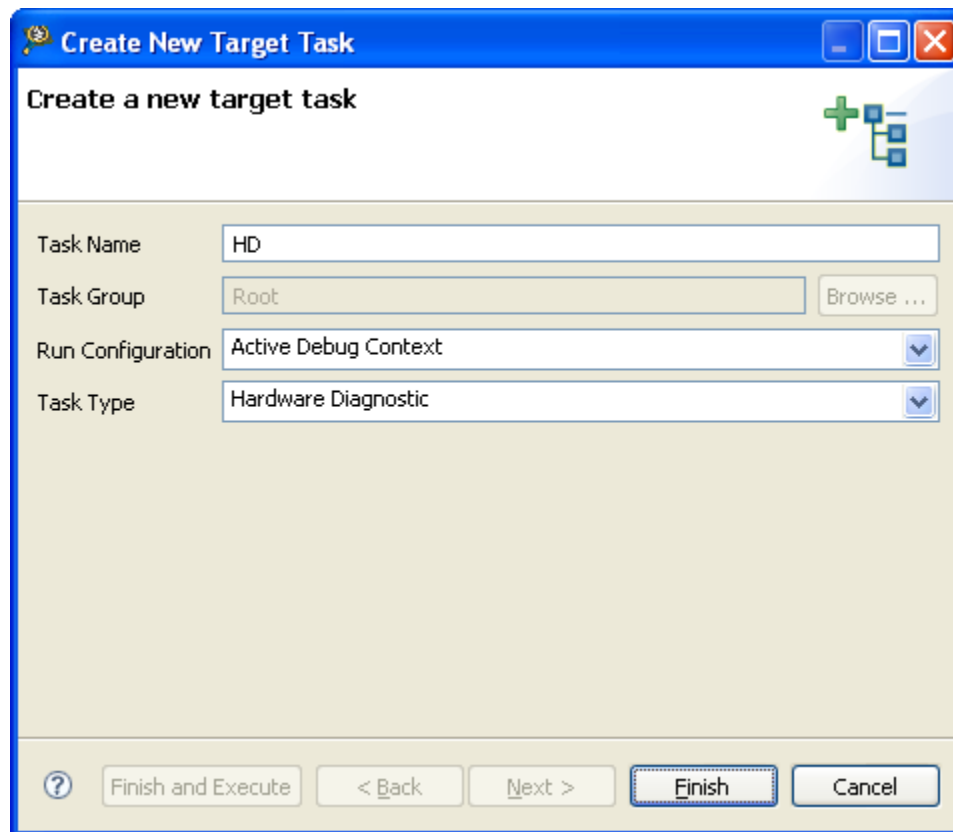 Create New Target Task
Create a new target task
Task Name HD
Task Group Root Browse ...
Run Configuration Active Debug Context
Task Type Hardware Diagnostic
? Finish and Execute < Back Next > Finish Cancel